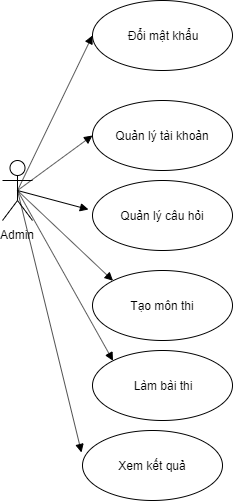 Đổi mật khẩu
Quản lý tài khoản
Quản lý câu hỏi
Admin
Tạo môn thi
Làm bài thi
Xem kết quả